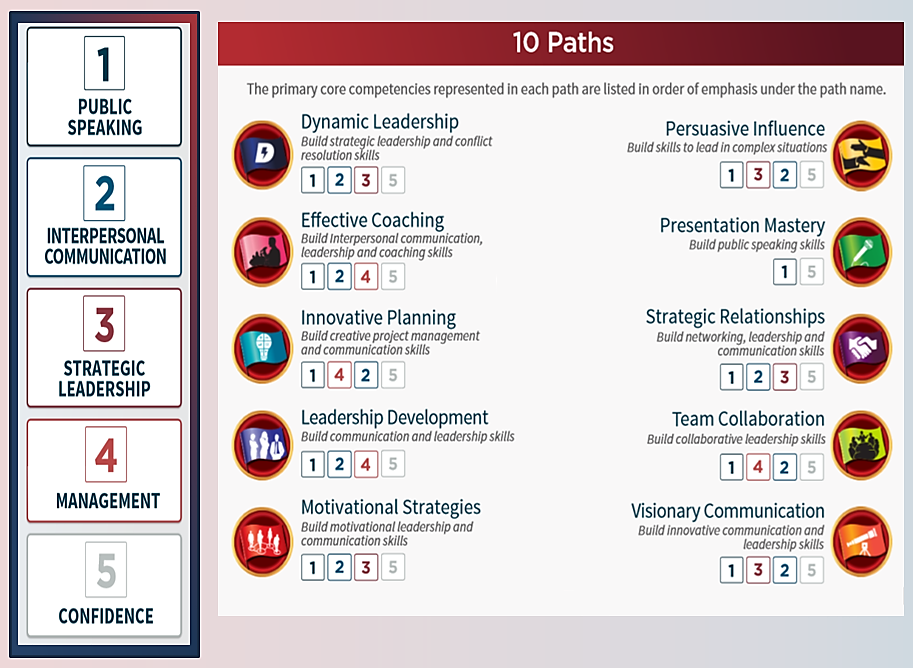 1
PUBLIC
SPEAKING
2
INTERPERSONAL
COMMUNICATION
3
STRATEGIC
LEADERSHIP
4
MANAGEMENT
5
CONFIDENCE
10 Paths
The primary core competencies represented in each path are listed in order of emphasis under the path name.
Dynamic Leadership
Build strategic leadership and conflict
resolution skills
1 2 3 5
D
Effective Coaching
Build Interpersonal communication,
leadership and coaching skills
1 2 4 5
Innovative Planning
Build creative project management
and communication skills
1 4 2 5
Leadership Development
Build communication and leadership skills
1 2 4 5
Motivational Strategies
Build motivational leadership and
communication skills
1 2 3 5
Persuasive Influence
Build skills to lead in complex situations
1 3 2 5
Presentation Mastery
Build public speaking skills
1 5
Strategic Relationships
Build networking, leadership and
communication skills
1 2 3 5
Team Collaboration
Build collaborative leadership skills
1 4 2 5
Visionary Communication
Build innovative communication and
leadership skills
1 3 2 5